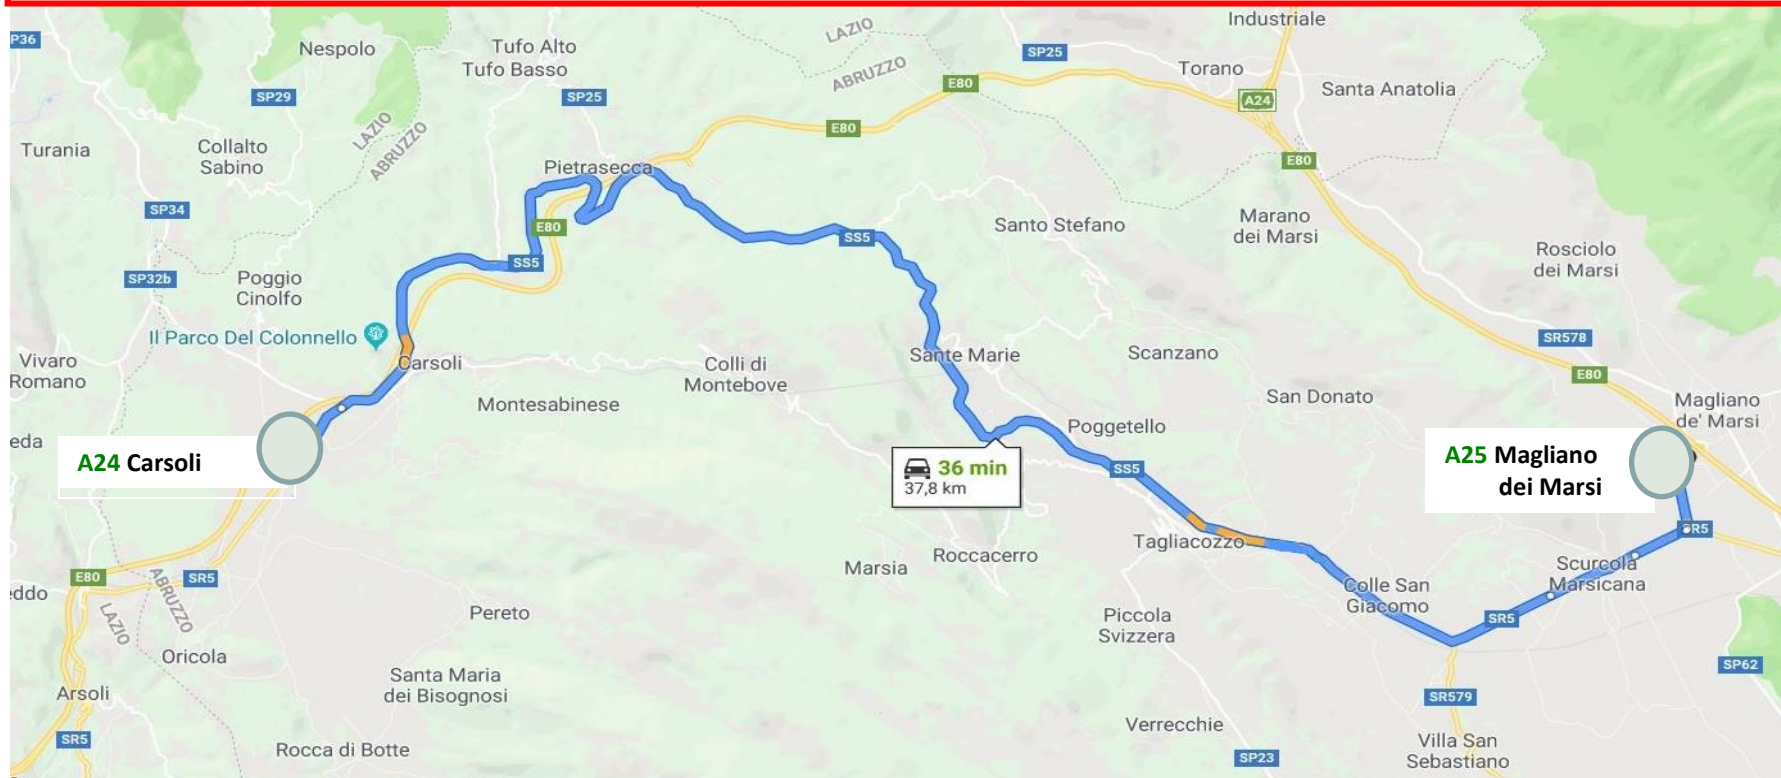 Industriale
P36
Nespolo
Tufo Alto
Tufo Basso
LAZIO
ABRUZZO
SP25
E80
Torano
A24
Santa Anatolia
SP29
SP25
LAZIO
ABRUZZO
E80
Turania
Collalto
Sabino
Pietrasecca
E80
SP34
E80
SS5
Santo Stefano
Marano
dei Marsi
Rosciolo
dei Marsi
SP32b
Poggio
Cinolfo
SS5
Il Parco Del Colonnello
SR578
Vivaro
Romano
Carsoli
Colli di
Montebove
Sante Marie
Scanzano
E80
Montesabinese
San Donato
Magliano
de' Marsi
eda
Poggetello
A24 Carsoli
36 min
37,8 km
SS5
A25 Magliano
dei Marsi
Tagliacozzo
SR5
Marsia
Roccacerro
Scurcola
Marsicana
E80
SR5
ddo
ABRUZZO
LAZIO
Colle San
Giacomo
SR5
Pereto
Piccola
Svizzera
Oricola
Santa Maria
dei Bisognosi
SP62
Arsoli
SR579
Verrecchie
SR5
Rocca di Botte
SP23
Villa San
Sebastiano